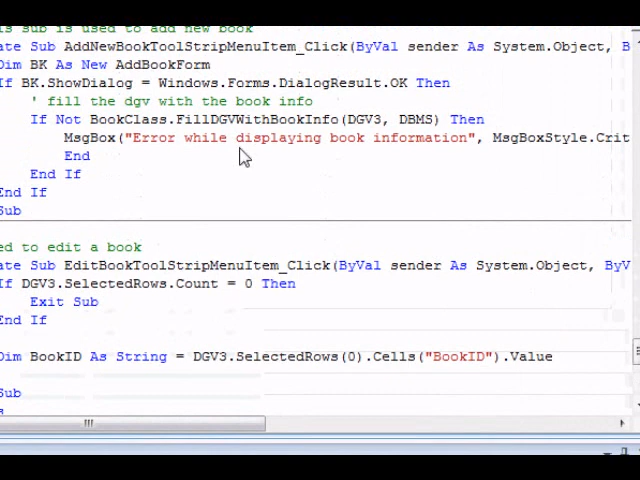 is sub is used to add new book
ate Sub AddNewBookToolStripMenuItem_Click(ByVal sender As System.Object, B
Dim BK As New AddBookForm
If BK.ShowDialog = Windows.Forms.DialogResult.OK Then
' fill the dgv with the book info
If Not BookClass.FillDGVWithBookInfo(DGV3, DBMS) Then
MsgBox("Error while displaying book information", MsgBoxStyle.Crit
End
End If
End If
Sub
ed to edit a book
ate Sub EditBookToolStripMenuItem_Click(ByVal sender As System.Object, ByV
If DGV3.SelectedRows.Count = 0 Then
Exit Sub
End If
Dim BookID As String = DGV3.SelectedRows(0).Cells("BookID").Value
Sub
s